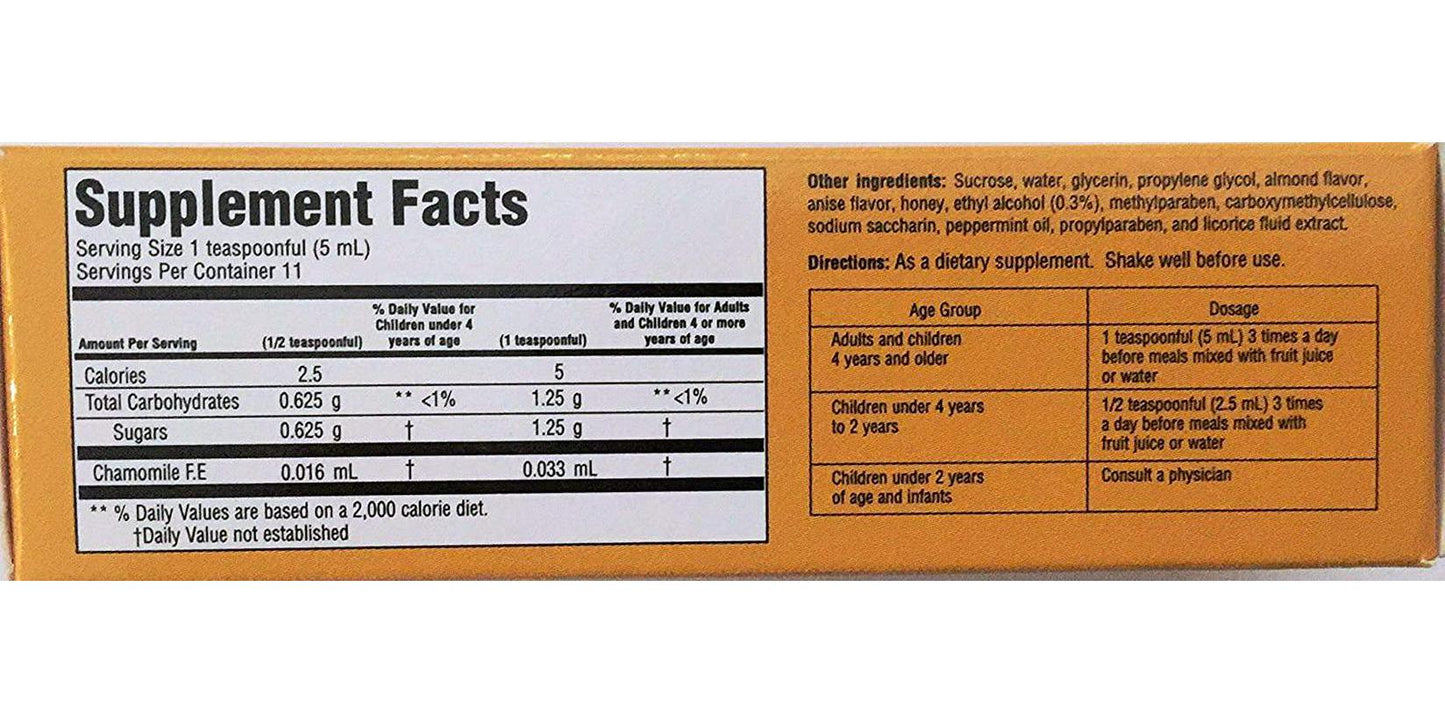 Supplement Facts
Serving Size 1 teaspoonful (5 mL)
Servings Per Container 11
Amount Per Serving (1/2 teaspoonful) % Daily Value for Children under 4 years of age (1 teaspoonful) % Daily Value for Adults and Children 4 or more years of age
Calories 2.5 5
Total Carbohydrates 0.625 g ** <1% 1.25 g **<1%
Sugars 0.625 g † 1.25 g †
Chamomile F.E 0.016 mL † 0.033 mL †
** % Daily Values are based on a 2,000 calorie diet.
†Daily Value not established
Other ingredients: Sucrose, water, glycerin, propylene glycol, almond flavor,
anise flavor, honey, ethyl alcohol (0.3%), methylparaben, carboxymethylcellulose,
sodium saccharin, peppermint oil, propylparaben, and licorice fluid extract.
Directions: As a dietary supplement. Shake well before use.
Age Group Dosage
Adults and children
4 years and older
1 teaspoonful (5 mL) 3 times a day
before meals mixed with fruit juice
or water
Children under 4 years
to 2 years
1/2 teaspoonful (2.5 mL) 3 times
a day before meals mixed with
fruit juice or water
Children under 2 years
of age and infants
Consult a physician